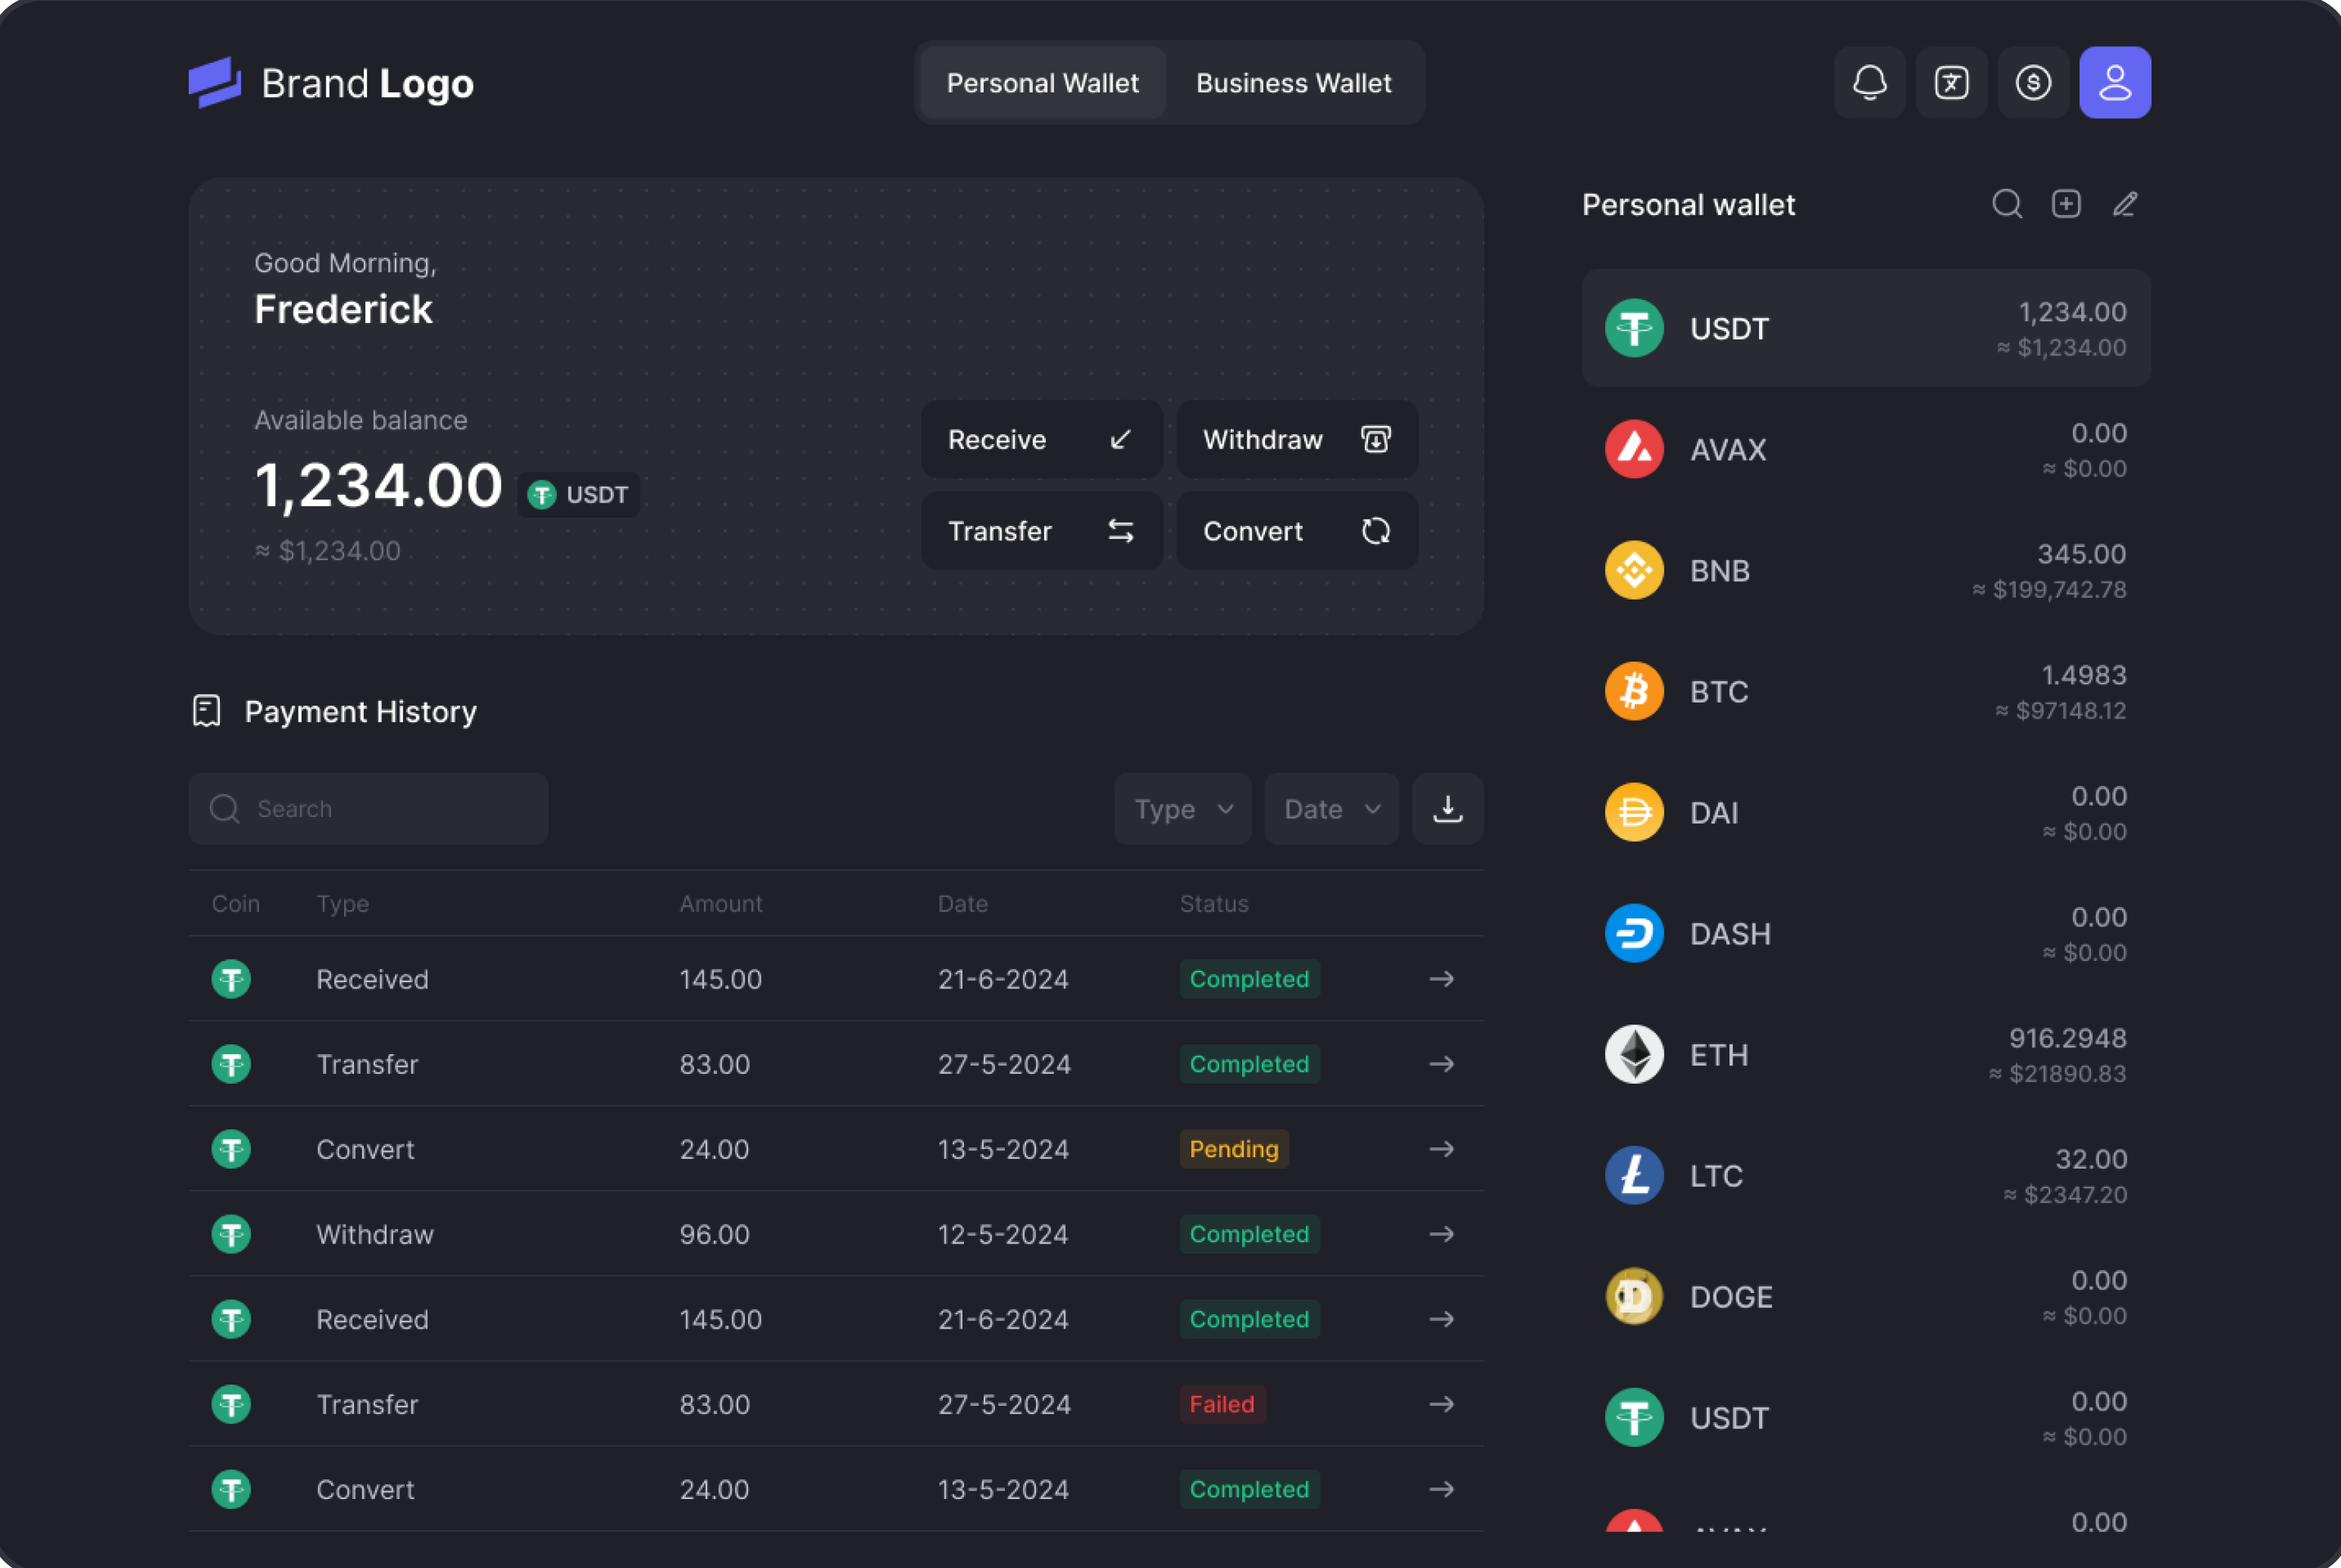 Brand Logo
Personal Wallet
Business Wallet
Good Morning,
Frederick
Available balance
1,234.00 USDT
≈ $1,234.00
Receive
Withdraw
Transfer
Convert
Payment History
Search
Type
Date
Coin Type Amount Date Status
Received 145.00 21-6-2024 Completed
Transfer 83.00 27-5-2024 Completed
Convert 24.00 13-5-2024 Pending
Withdraw 96.00 12-5-2024 Completed
Received 145.00 21-6-2024 Completed
Transfer 83.00 27-5-2024 Failed
Convert 24.00 13-5-2024 Completed
Personal wallet
USDT 1,234.00
≈ $1,234.00
AVAX 0.00
≈ $0.00
BNB 345.00
≈ $199,742.78
BTC 1.4983
≈ $97148.12
DAI 0.00
≈ $0.00
DASH 0.00
≈ $0.00
ETH 916.2948
≈ $21890.83
LTC 32.00
≈ $2347.20
DOGE 0.00
≈ $0.00
USDT 0.00
≈ $0.00
0.00